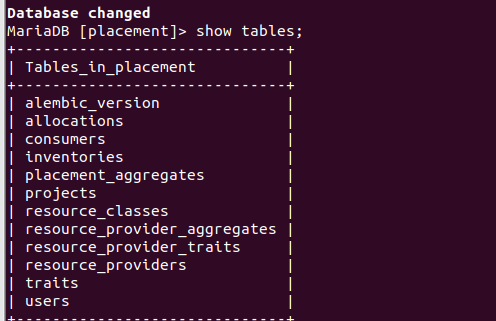 Database changed
MariaDB [placement]> show tables;
+------------------------------+
| Tables_in_placement          |
+------------------------------+
| alembic_version              |
| allocations                  |
| consumers                    |
| inventories                  |
| placement_aggregates         |
| projects                     |
| resource_classes             |
| resource_provider_aggregates |
| resource_provider_traits     |
| resource_providers           |
| traits                       |
| users                        |
+------------------------------+